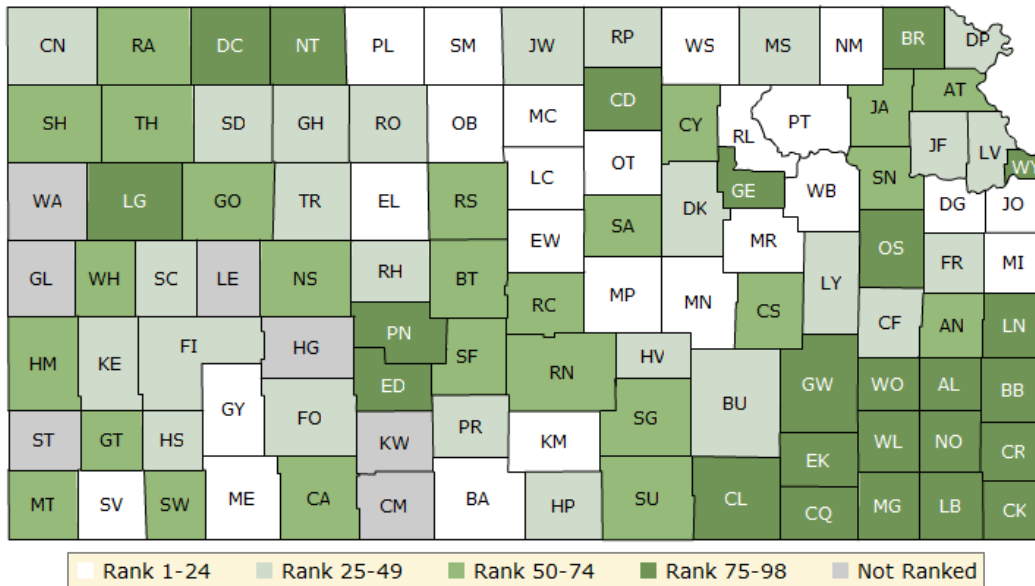 CN RA DC NT PL SM JW RP WS MS NM BR DP
SH TH SD GH RO OB MC CD CY RL PT JA AT
JF LV WY
WA LG GO TR EL RS LC OT DK GE WB SN DG JO
EW SA MR OS
GL WH SC LE NS RH BT RC MP MN CS LY FR MI
CF AN LN
HM KE FI HG PN SF RN HV BU GW WO AL BB
GY ED
ST GT HS FO KW PR KM SG EK WL NO CR
MT SV SW ME CA CM BA HP SU CL CQ MG LB CK
Rank 1-24 Rank 25-49 Rank 50-74 Rank 75-98 Not Ranked